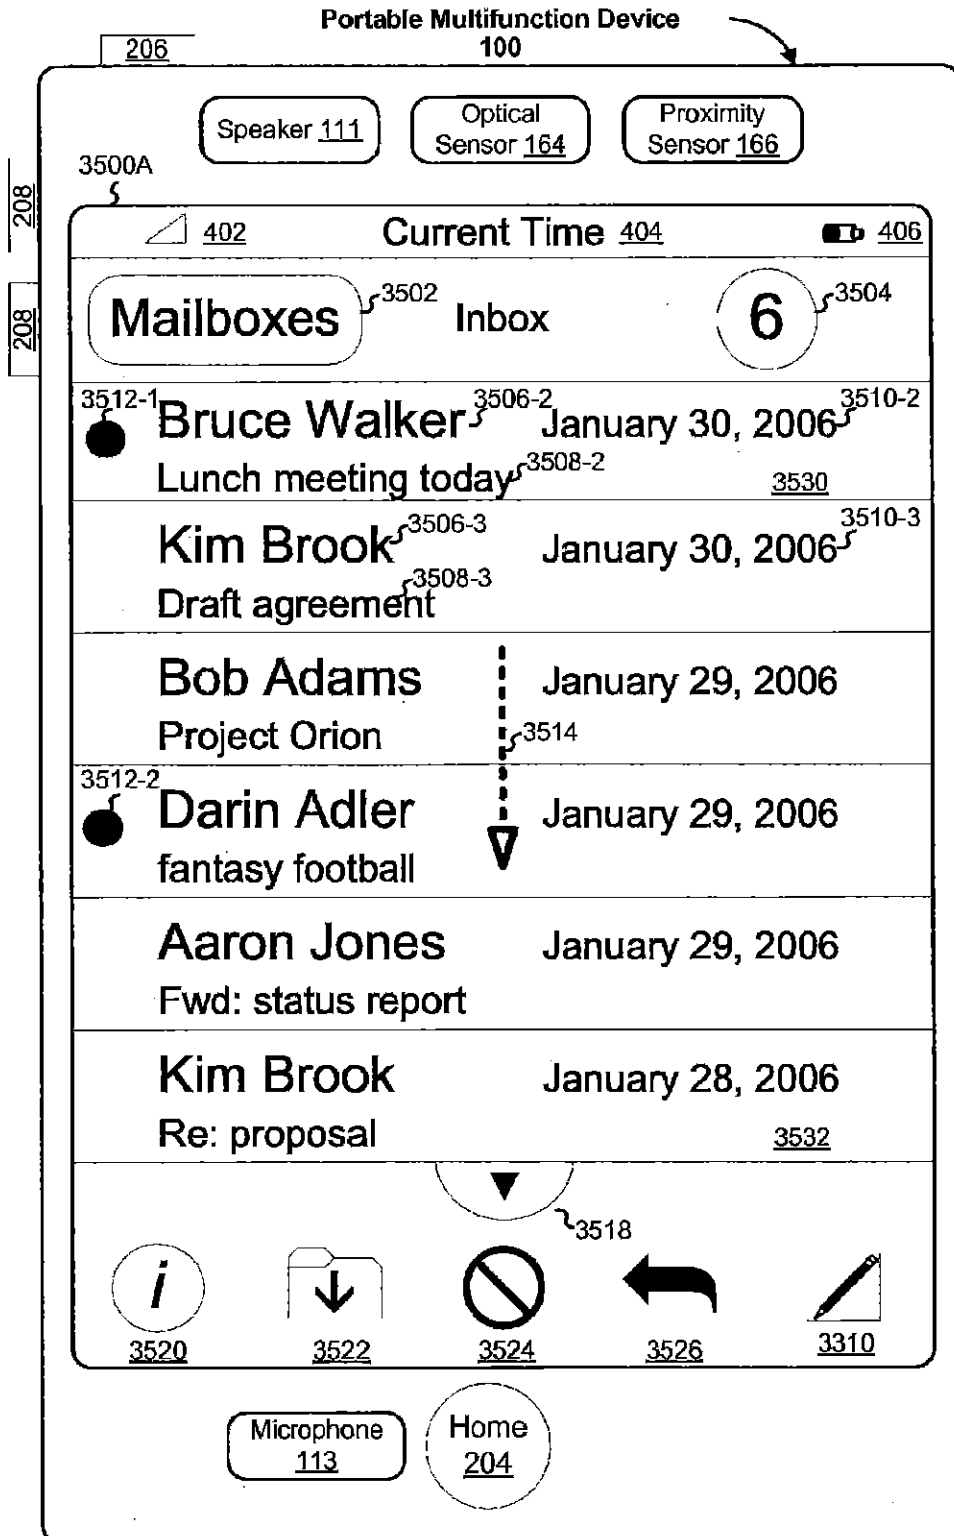 Portable Multifunction Device
100
206
Speaker 111
Optical
Sensor 164
Proximity
Sensor 166
3500A
208
402 Current Time 404 406
208
Mailboxes 3502 Inbox 6 3504
3512-1 Bruce Walker 3506-2 January 30, 2006 3510-2
Lunch meeting today 3508-2 3530
Kim Brook 3506-3 January 30, 2006 3510-3
Draft agreement 3508-3
Bob Adams January 29, 2006
Project Orion 3514
3512-2 Darin Adler January 29, 2006
fantasy football
Aaron Jones January 29, 2006
Fwd: status report
Kim Brook January 28, 2006
Re: proposal 3532
3518
i
3520 3522 3524 3526 3310
Microphone
113
Home
204